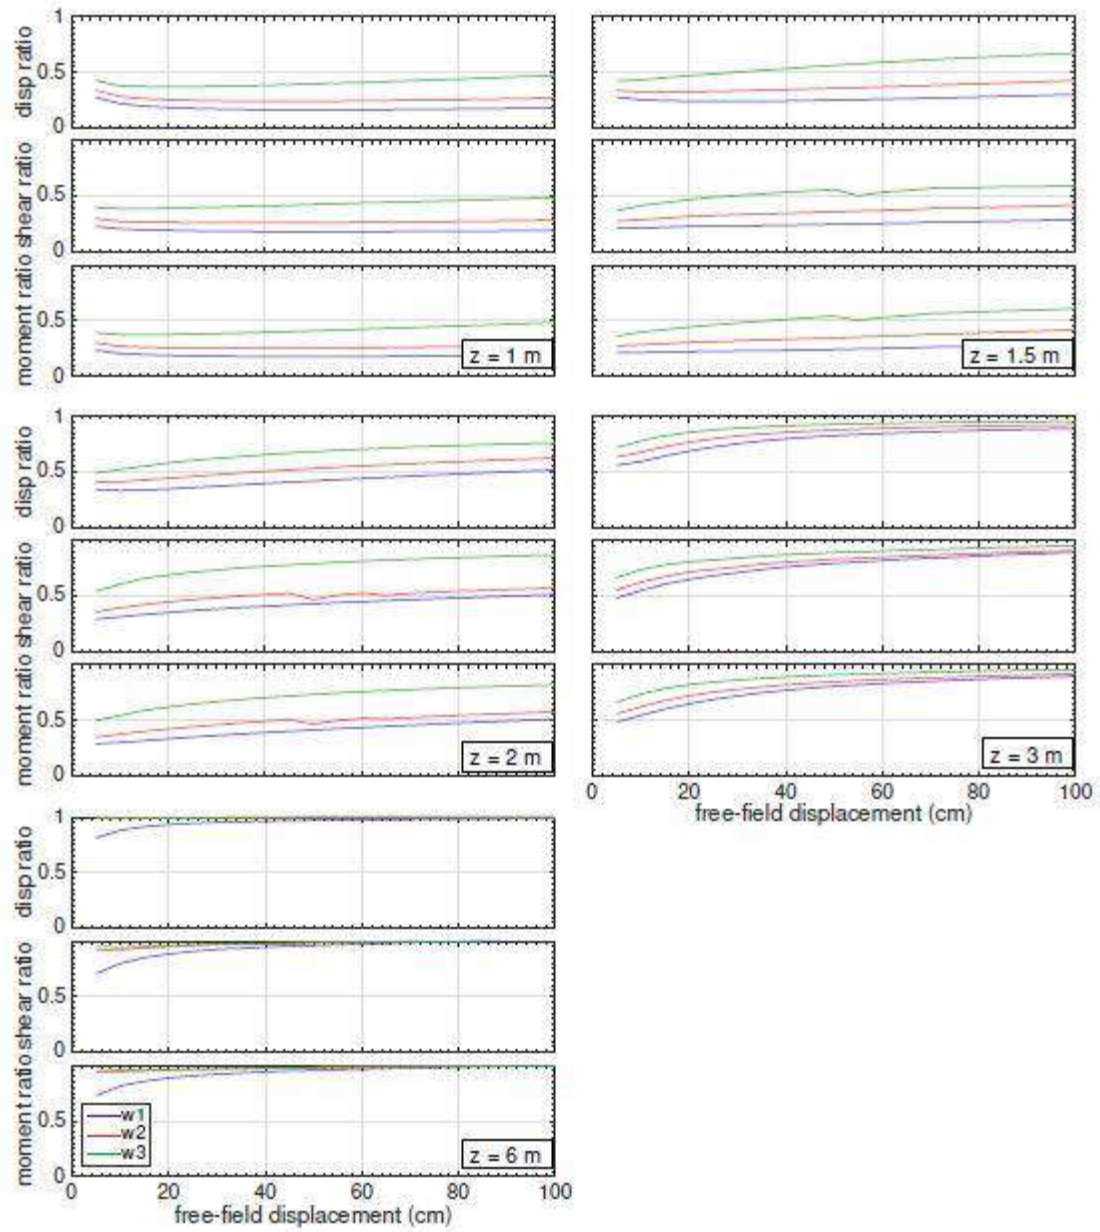 disp ratio
1
0.5
0
shear ratio
0.5
0
moment ratio
0.5
0
z = 1 m
z = 1.5 m
disp ratio
1
0.5
0
shear ratio
0.5
0
moment ratio
0.5
0
z = 2 m
z = 3 m
0 20 40 60 80 100
free-field displacement (cm)
disp ratio
1
0.5
0
shear ratio
0.5
0
moment ratio
0.5
0
w1
w2
w3
z = 6 m
0 20 40 60 80 100
free-field displacement (cm)